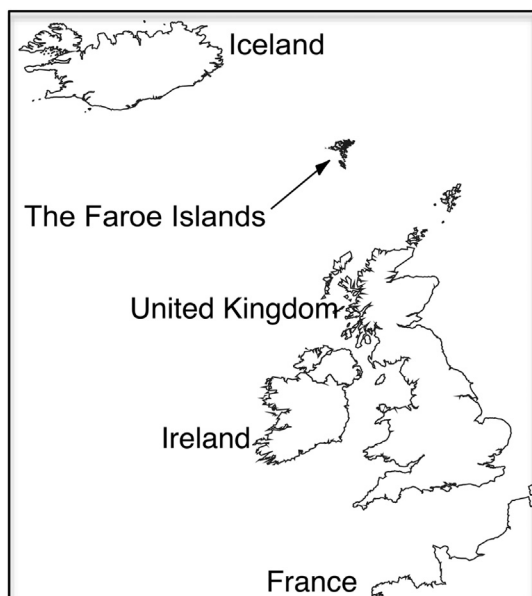 Iceland
The Faroe Islands
United Kingdom
Ireland
France